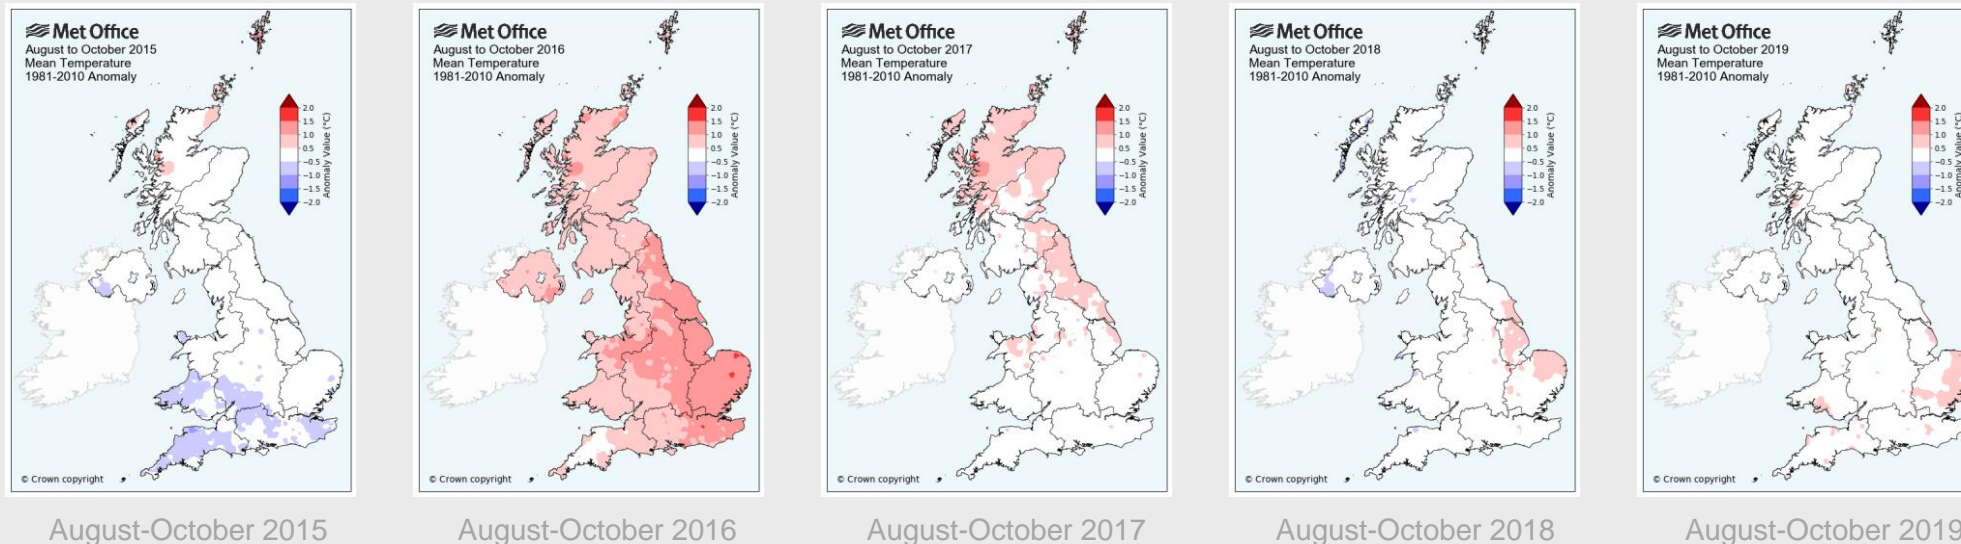 Met Office
August to October 2015
Mean Temperature
1981-2010 Anomaly
2.0
1.5
1.0
0.5
−0.5
−1.0
−1.5
−2.0
Anomaly Value (°C)
© Crown copyright
August-October 2015
Met Office
August to October 2016
Mean Temperature
1981-2010 Anomaly
2.0
1.5
1.0
0.5
−0.5
−1.0
−1.5
−2.0
Anomaly Value (°C)
© Crown copyright
August-October 2016
Met Office
August to October 2017
Mean Temperature
1981-2010 Anomaly
2.0
1.5
1.0
0.5
−0.5
−1.0
−1.5
−2.0
Anomaly Value (°C)
© Crown copyright
August-October 2017
Met Office
August to October 2018
Mean Temperature
1981-2010 Anomaly
2.0
1.5
1.0
0.5
−0.5
−1.0
−1.5
−2.0
Anomaly Value (°C)
© Crown copyright
August-October 2018
Met Office
August to October 2019
Mean Temperature
1981-2010 Anomaly
2.0
1.5
1.0
0.5
−0.5
−1.0
−1.5
−2.0
Anomaly Value (°C)
© Crown copyright
August-October 2019